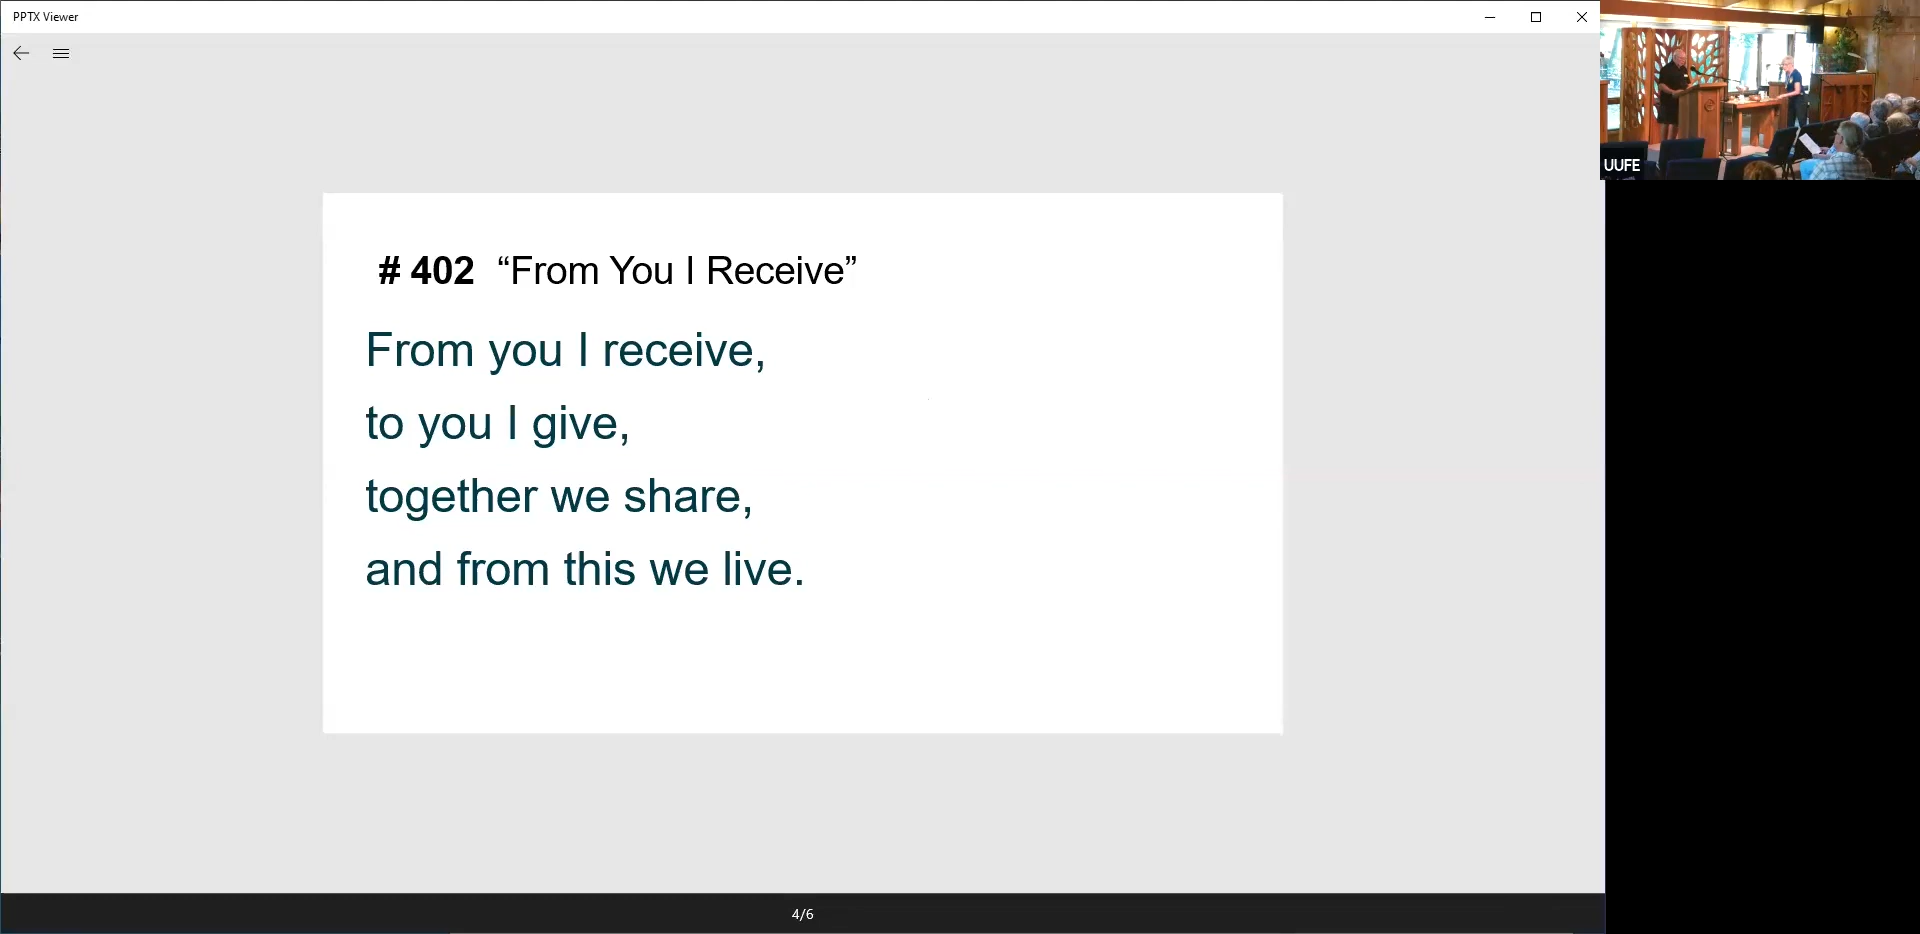 PPTX Viewer
# 402 “From You I Receive”
From you I receive,
to you I give,
together we share,
and from this we live.
4/6
UUFE